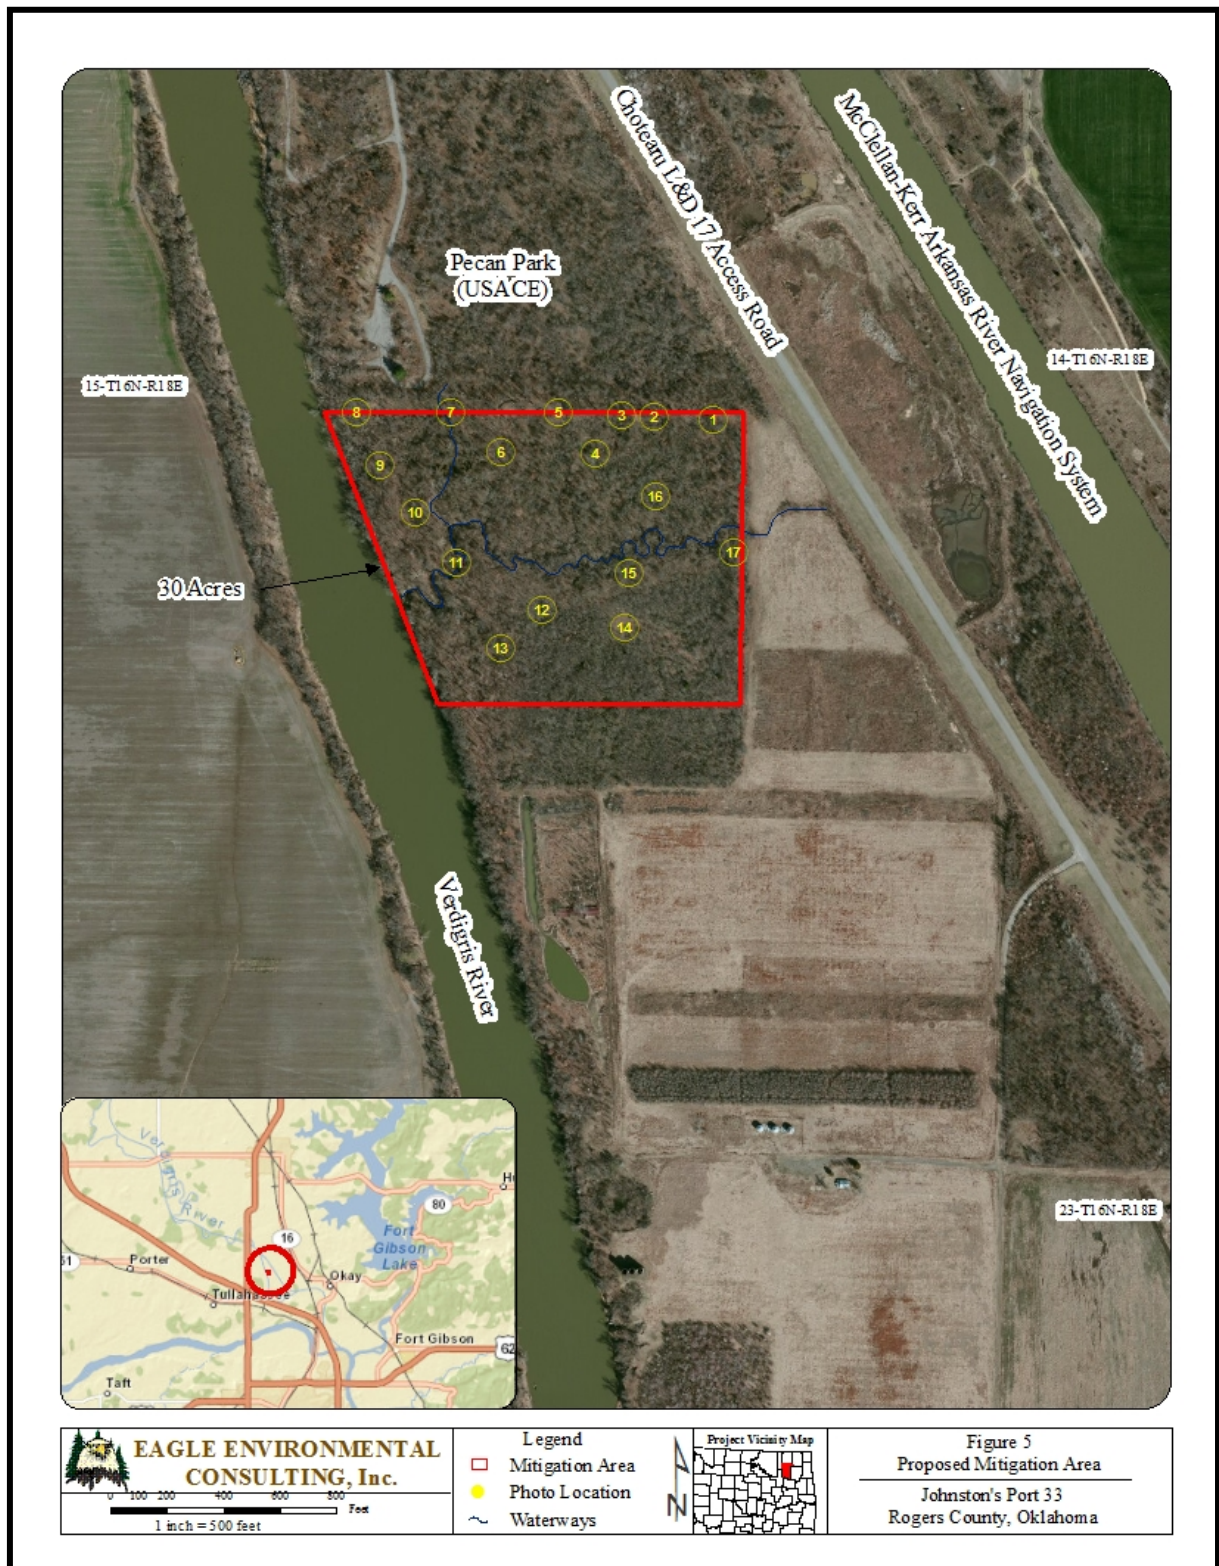 Chotearu L&D 17 Access Road
McClellan-Kerr Arkansas River Navigation System
Pecan Park
(USACE)
14-T16N-R18E
15-T16N-R18E
8
7
5
3
2
1
6
4
9
16
10
17
11
15
30 Acres
12
14
13
Verdigris River
23-T16N-R18E
Verdigris River
80
Fort
Gibson
Lake
16
51
Porter
Okay
Fort Gibson
62
Taft
EAGLE ENVIRONMENTAL
CONSULTING, Inc.
0 100 200 400 600 800
Feet
1 inch = 500 feet
Legend
Mitigation Area
Photo Location
Waterways
N
Project Vicinity Map
Figure 5
Proposed Mitigation Area
Johnston's Port 33
Rogers County, Oklahoma